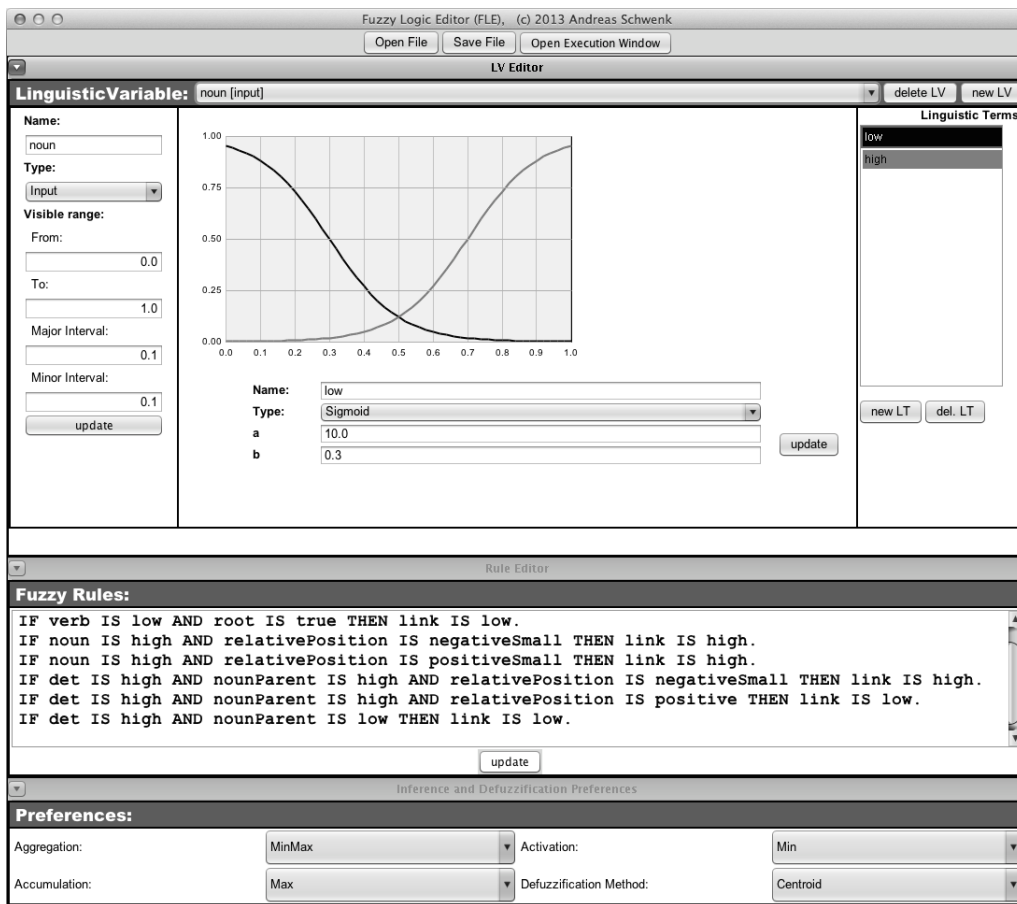 Fuzzy Logic Editor (FLE),   (c) 2013 Andreas Schwenk
Open File Save File Open Execution Window
LV Editor
LinguisticVariable: noun [input] delete LV new LV
Name:
noun
Type:
Input
Visible range:
From:
0.0
To:
1.0
Major Interval:
0.1
Minor Interval:
0.1
update
1.00
0.75
0.50
0.25
0.00
0.0 0.1 0.2 0.3 0.4 0.5 0.6 0.7 0.8 0.9 1.0
Name: low
Type: Sigmoid
a 10.0
b 0.3
update
Linguistic Terms
low
high
new LT del. LT
Rule Editor
Fuzzy Rules:
IF verb IS low AND root IS true THEN link IS low.
IF noun IS high AND relativePosition IS negativeSmall THEN link IS high.
IF noun IS high AND relativePosition IS positiveSmall THEN link IS high.
IF det IS high AND nounParent IS high AND relativePosition IS negativeSmall THEN link IS high.
IF det IS high AND nounParent IS high AND relativePosition IS positive THEN link IS low.
IF det IS high AND nounParent IS low THEN link IS low.
update
Inference and Defuzzification Preferences
Preferences:
Aggregation: MinMax Activation: Min
Accumulation: Max Defuzzification Method: Centroid